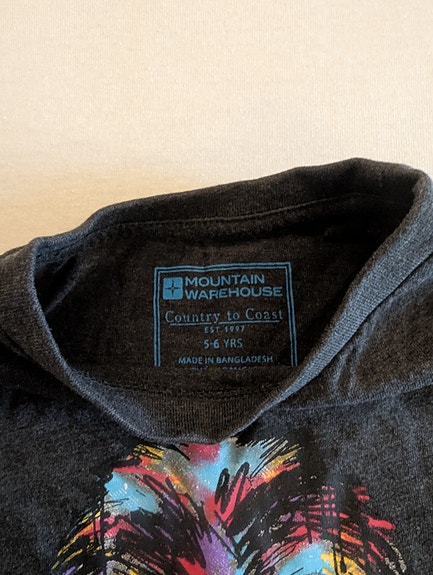 MOUNTAIN
WAREHOUSE
Country to Coast
EST 1997
5-6 YRS
MADE IN BANGLADESH